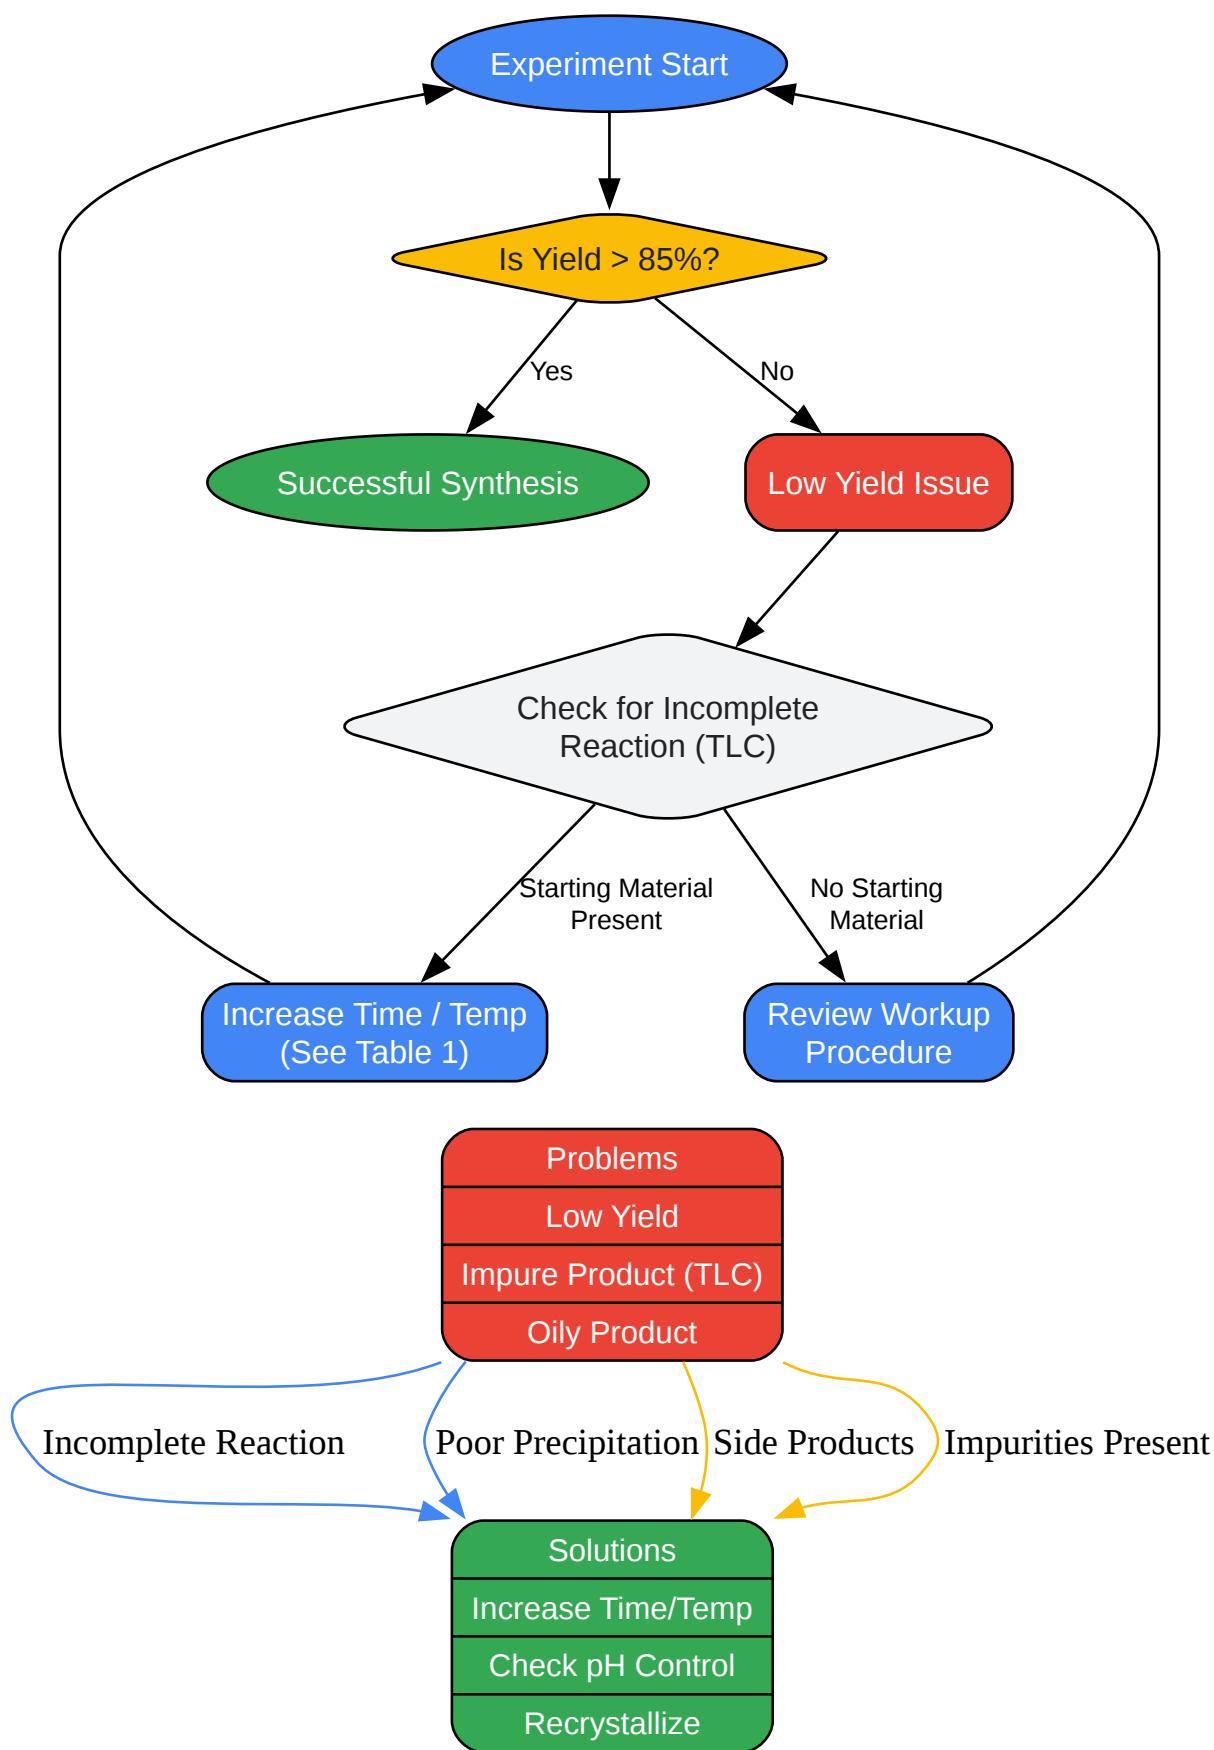 Experiment Start
Is Yield > 85%?
Yes
No
Successful Synthesis
Low Yield Issue
Check for Incomplete
Reaction (TLC)
Starting Material
Present
No Starting
Material
Increase Time / Temp
(See Table 1)
Review Workup
Procedure
Problems
Low Yield
Impure Product (TLC)
Oily Product
Incomplete Reaction
Poor Precipitation
Side Products
Impurities Present
Solutions
Increase Time/Temp
Check pH Control
Recrystallize